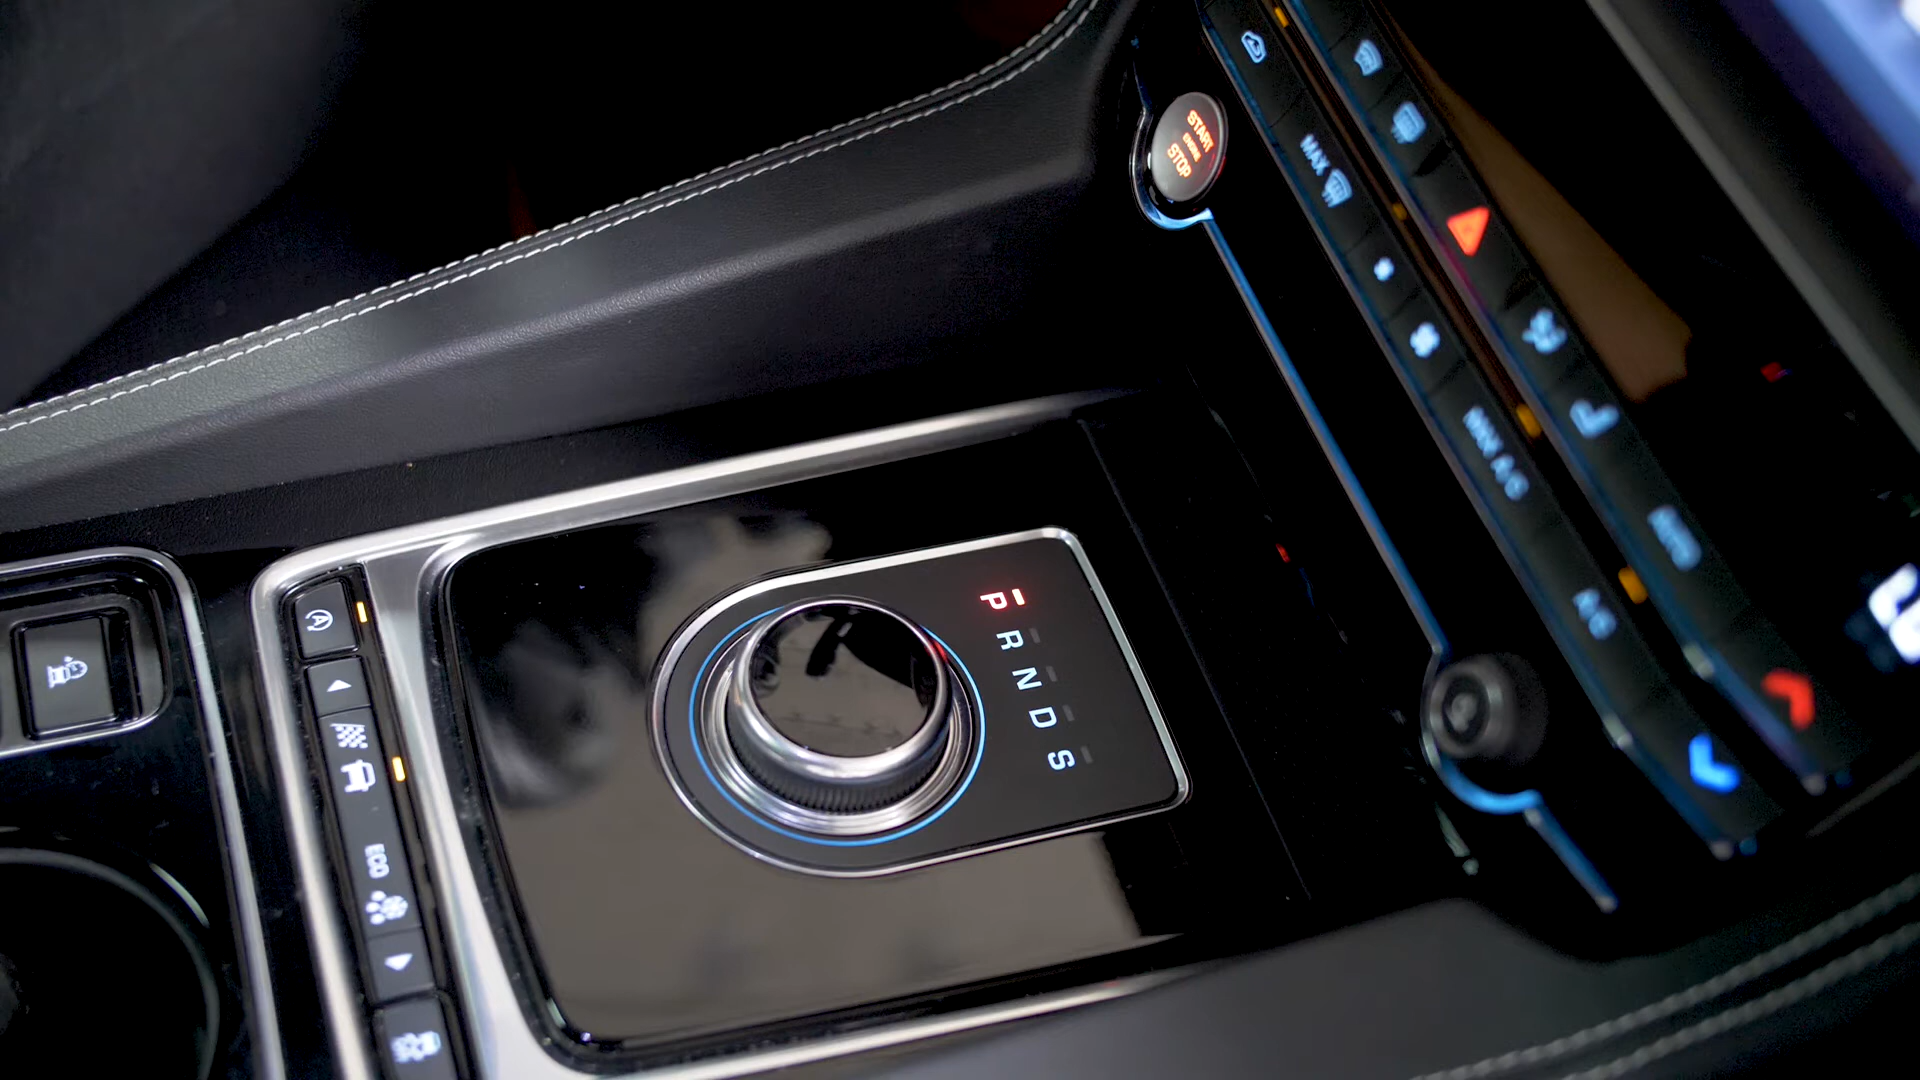 START
ENGINE
STOP
MAX
MAX A/C
AUTO
A/C
P
R
N
D
S
A
ECO